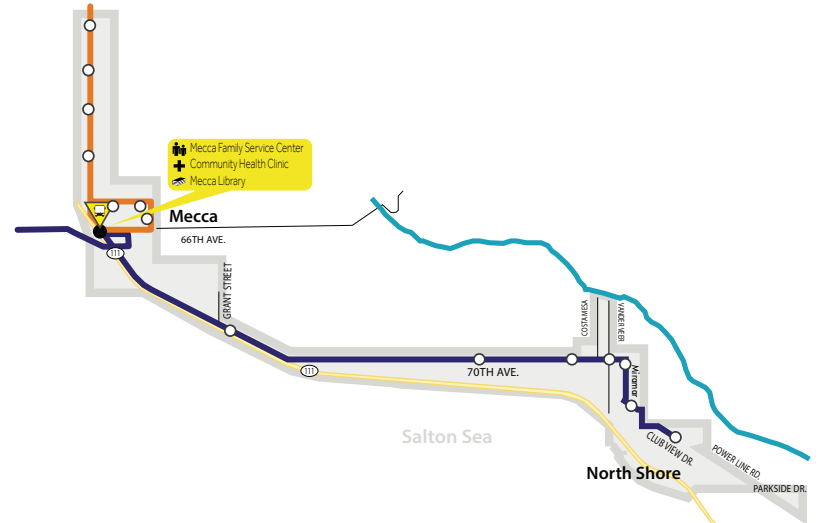 Mecca Family Service Center
Community Health Clinic
Mecca Library
Mecca
66TH AVE.
111
GRANT STREET
COSTA MESA
VANDER VEER
111
70TH AVE.
Miramar
Salton Sea
CLUB VIEW DR.
POWER LINE RD.
North Shore
PARKSIDE DR.